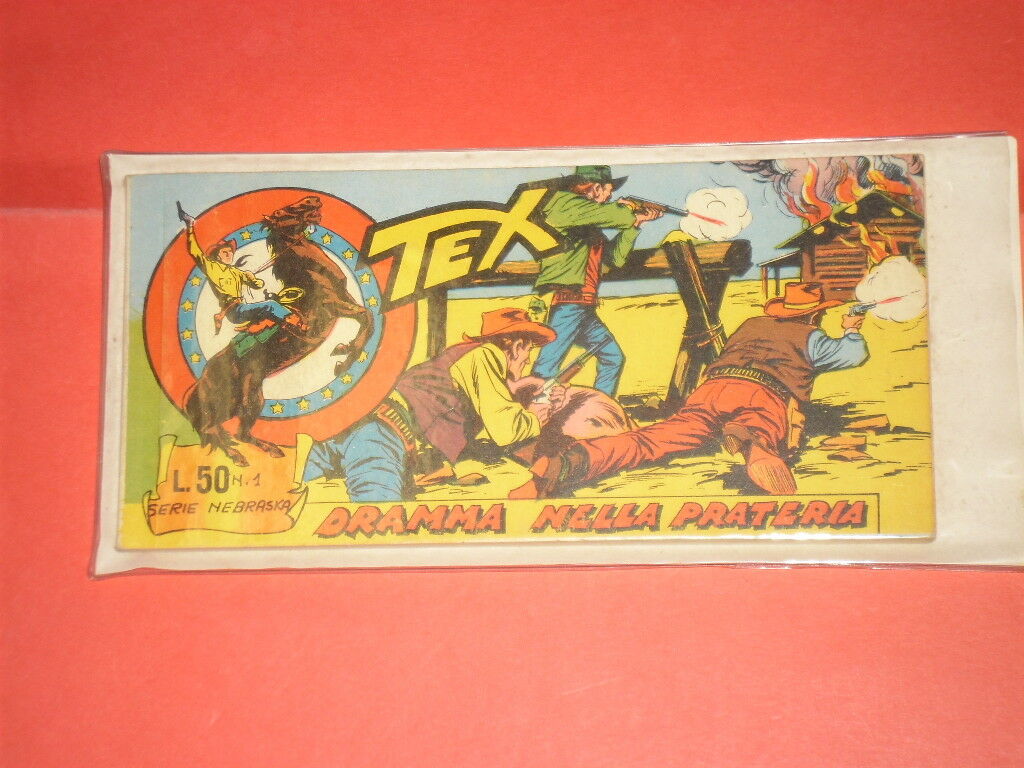 TEX
L. 50 N. 1
SERIE NEBRASKA
DRAMMA NELLA PRATERIA